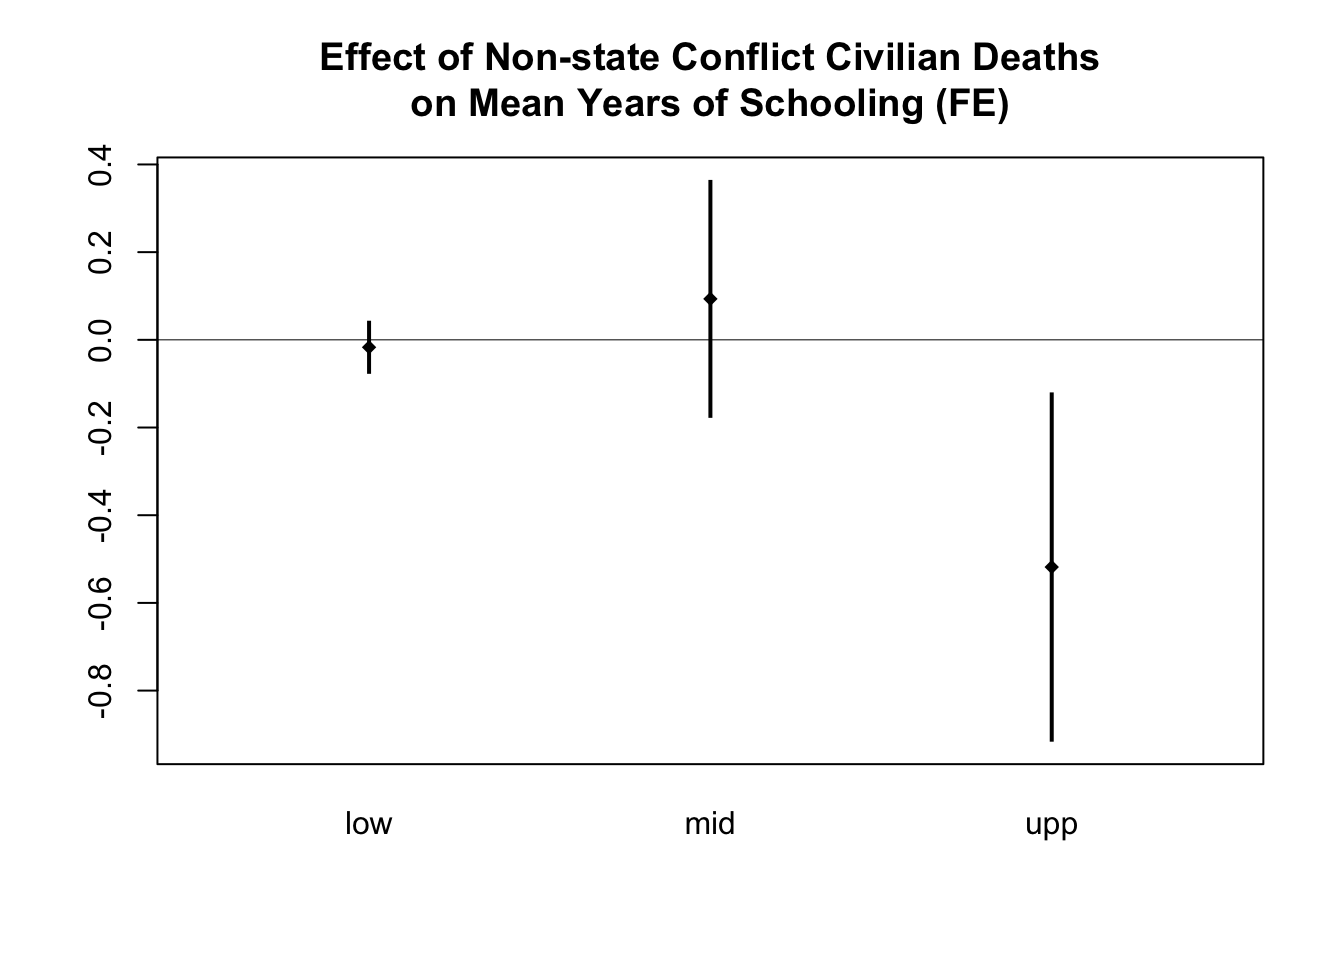 Effect of Non-state Conflict Civilian Deaths
on Mean Years of Schooling (FE)
0.4
0.2
0.0
-0.2
-0.4
-0.6
-0.8
low
mid
upp